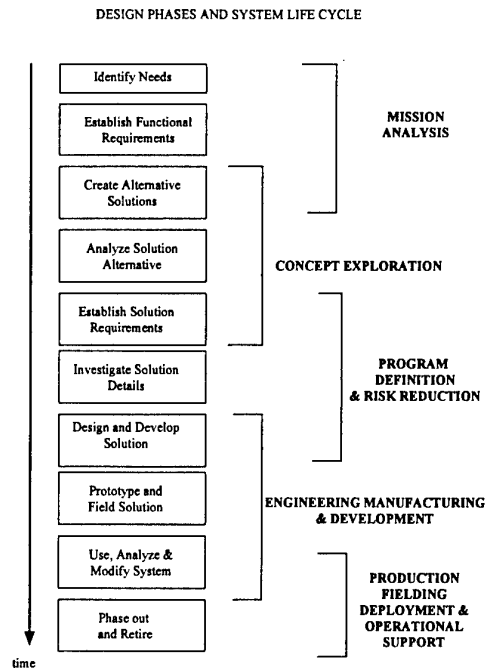 DESIGN PHASES AND SYSTEM LIFE CYCLE
Identify Needs
Establish Functional
Requirements
Create Alternative
Solutions
Analyze Solution
Alternative
Establish Solution
Requirements
Investigate Solution
Details
Design and Develop
Solution
Prototype and
Field Solution
Use, Analyze &
Modify System
Phase out
and Retire
time
MISSION
ANALYSIS
CONCEPT EXPLORATION
PROGRAM
DEFINITION
& RISK REDUCTION
ENGINEERING MANUFACTURING
& DEVELOPMENT
PRODUCTION
FIELDING
DEPLOYMENT &
OPERATIONAL
SUPPORT